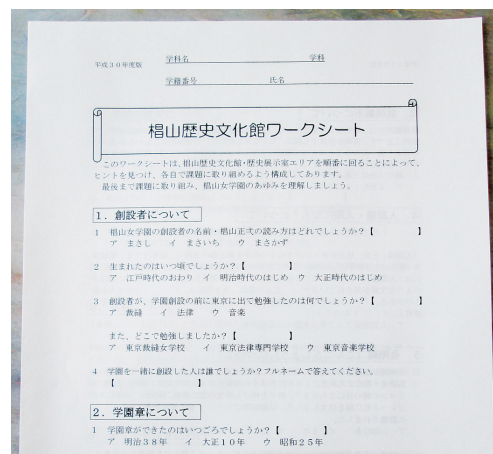 平成30年度版 学科名 学科
学籍番号 氏名
椙山歴史文化館ワークシート
このワークシートは、椙山歴史文化館・歴史展示室エリアを順番に回ることによって、
ヒントを見つけ、各自で課題に取り組めるよう構成してあります。
最後まで課題に取り組み、椙山女学園のあゆみを理解しましょう。
1．創設者について
1 椙山女学園の創設者の名前・椙山正弌の読み方はどれでしょうか？【 】
ア まさし イ まさいち ウ まさかず
2 生まれたのはいつ頃でしょうか？【 】
ア 江戸時代のおわり イ 明治時代のはじめ ウ 大正時代のはじめ
3 創設者が、学園創設の前に東京に出て勉強したのは何でしょうか？【 】
ア 裁縫 イ 法律 ウ 音楽
また、どこで勉強しましたか？【 】
ア 東京裁縫女学校 イ 東京法律専門学校 ウ 東京音楽学校
4 学園を一緒に創設した人は誰でしょうか？フルネームで答えてください。
【 】
2．学園章について
1 学園章ができたのはいつごろでしょうか？【 】
ア 明治38年 イ 大正10年 ウ 昭和25年